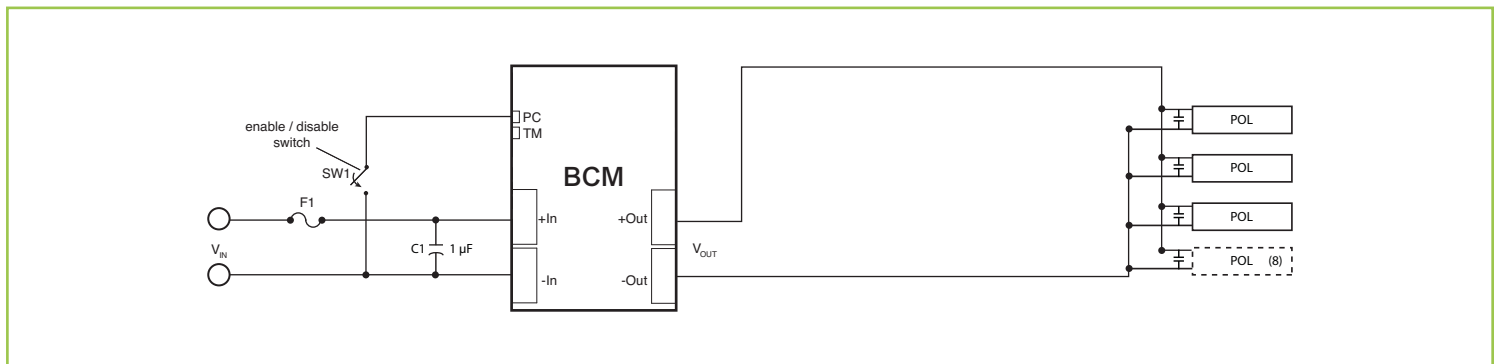 enable / disable
switch
SW1
F1
V_IN
C1 1 µF
PC
TM
BCM
+In
-In
+Out
-Out
V_OUT
POL
POL
POL
POL (8)